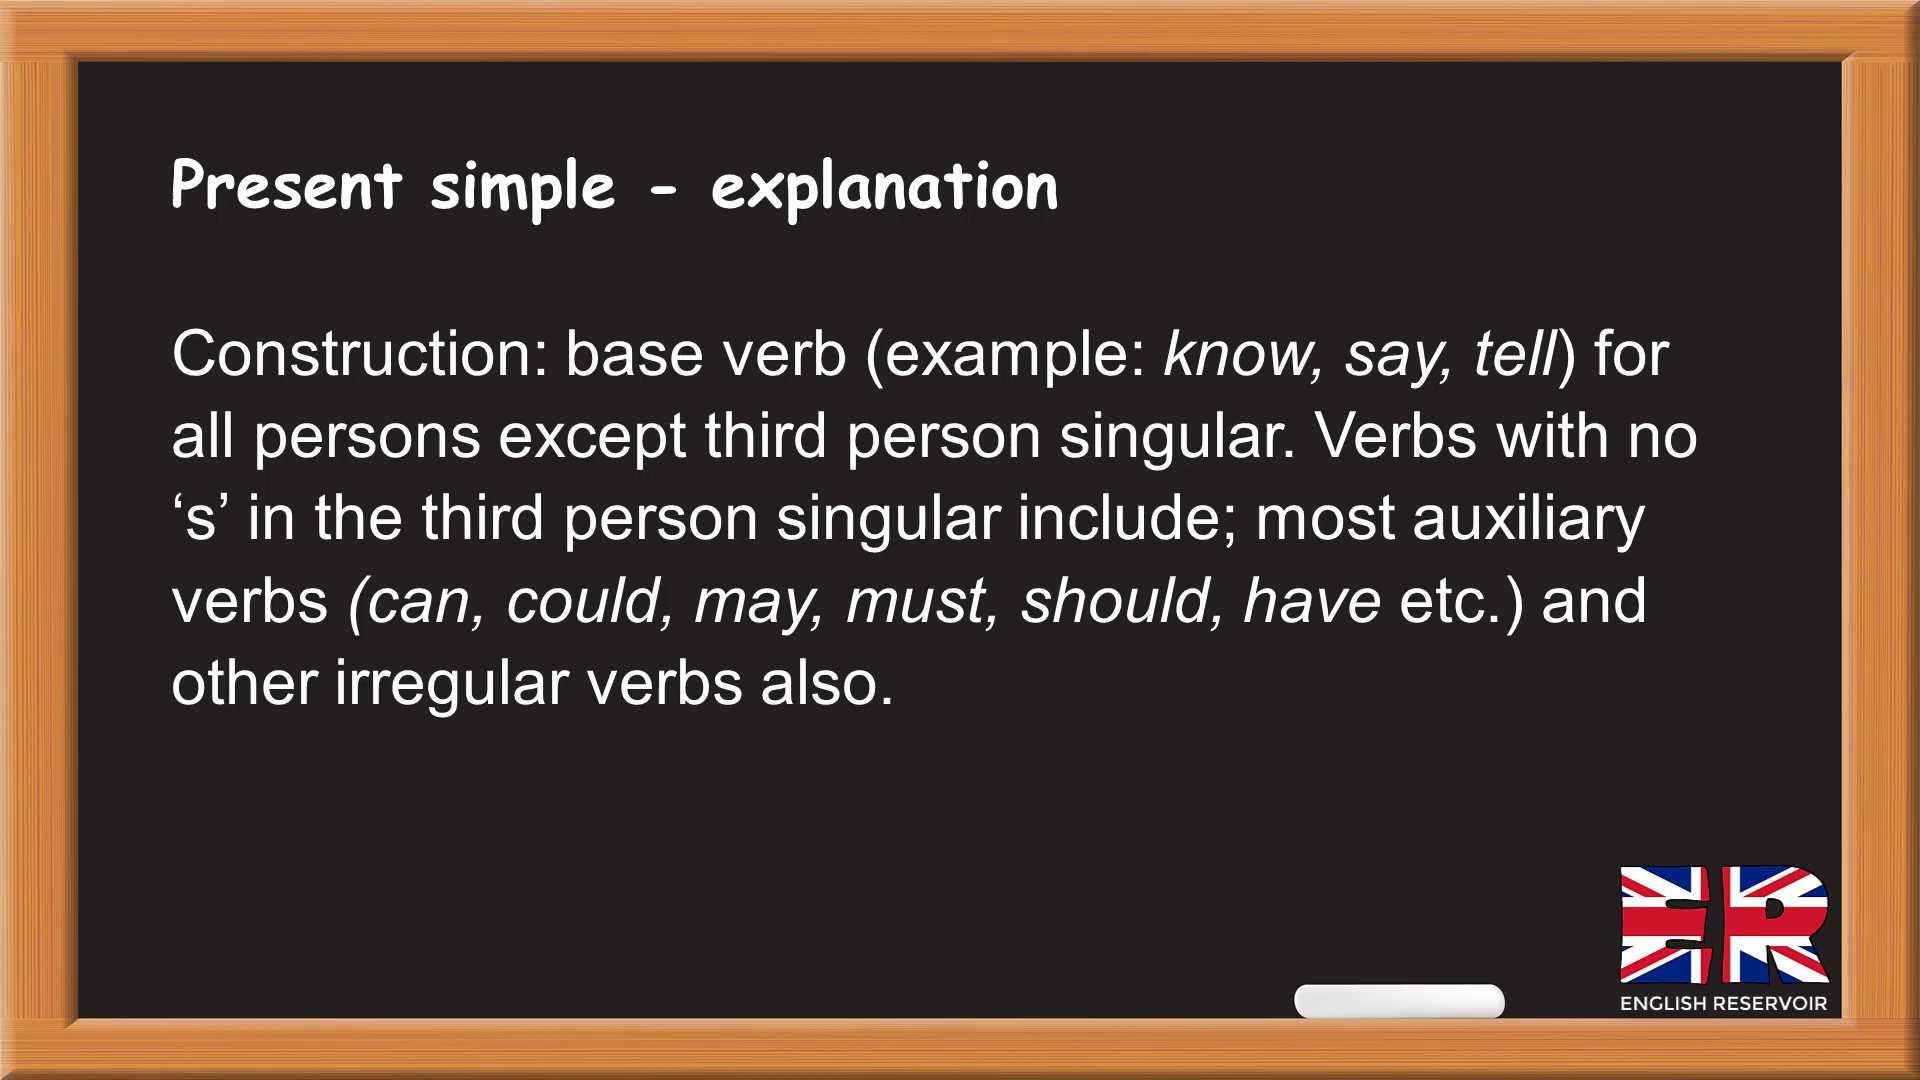 Present simple - explanation
Construction: base verb (example: know, say, tell) for
all persons except third person singular. Verbs with no
‘s’ in the third person singular include; most auxiliary
verbs (can, could, may, must, should, have etc.) and
other irregular verbs also.
ER
ENGLISH RESERVOIR